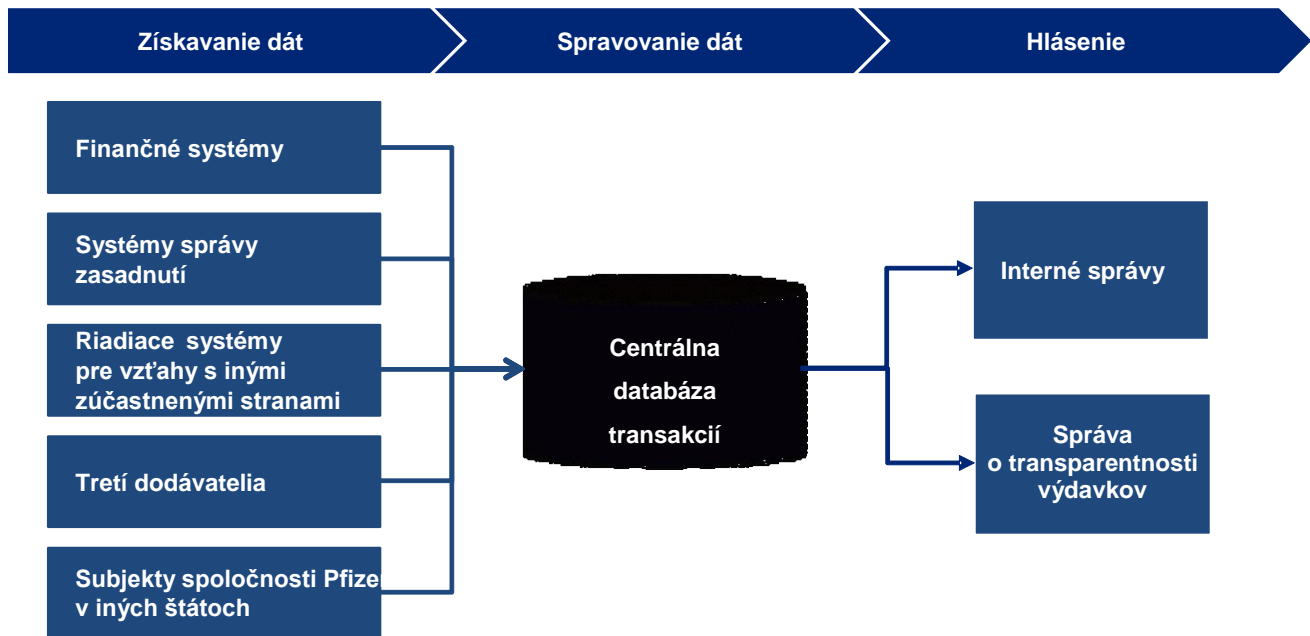 Získavanie dát
Spravovanie dát
Hlásenie
Finančné systémy
Systémy správy
zasadnutí
Riadiace systémy
pre vzťahy s inými
zúčastnenými stranami
Tretí dodávatelia
Subjekty spoločnosti Pfize
v iných štátoch
Centrálna
databáza
transakcií
Interné správy
Správa
o transparentnosti
výdavkov